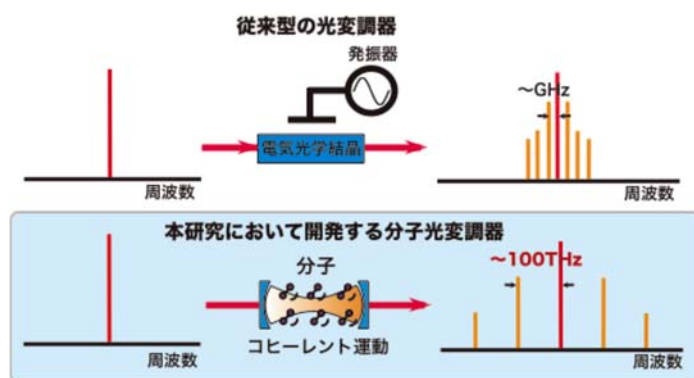 従来型の光変調器
発振器
~GHz
電気光学結晶
周波数
周波数
本研究において開発する分子光変調器
分子
~100THz
コヒーレント運動
周波数
周波数